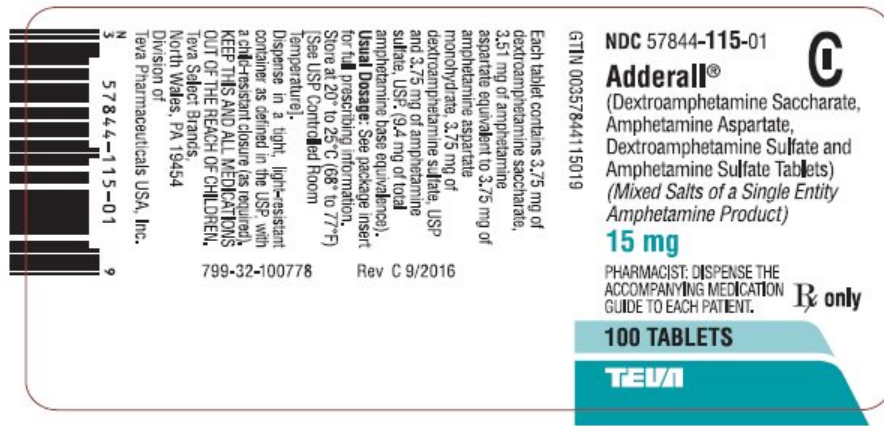 NDC 57844-115-01
CII
Adderall®
(Dextroamphetamine Saccharate,
Amphetamine Aspartate,
Dextroamphetamine Sulfate and
Amphetamine Sulfate Tablets)
(Mixed Salts of a Single Entity
Amphetamine Product)
15 mg
PHARMACIST: DISPENSE THE
ACCOMPANYING MEDICATION
GUIDE TO EACH PATIENT.
Rx only
100 TABLETS
TEVA
GTIN 00357844115019
Each tablet contains 3.75 mg of
dextroamphetamine saccharate,
3.51 mg of amphetamine
aspartate equivalent to 3.75 mg of
amphetamine aspartate
monohydrate, 3.75 mg of
dextroamphetamine sulfate, USP
and 3.75 mg of amphetamine
sulfate, USP, (9.4 mg of total
amphetamine base equivalence).
Usual Dosage: See package insert
for full prescribing information.
Store at 20° to 25°C (68° to 77°F)
[See USP Controlled Room
Temperature].
Dispense in a tight, light-resistant
container as defined in the USP, with
a child-resistant closure (as required).
KEEP THIS AND ALL MEDICATIONS
OUT OF THE REACH OF CHILDREN.
Teva Select Brands,
North Wales, PA 19454
Division of
Teva Pharmaceuticals USA, Inc.
Rev C 9/2016
799-32-100778
N
3 57844-115-01 9